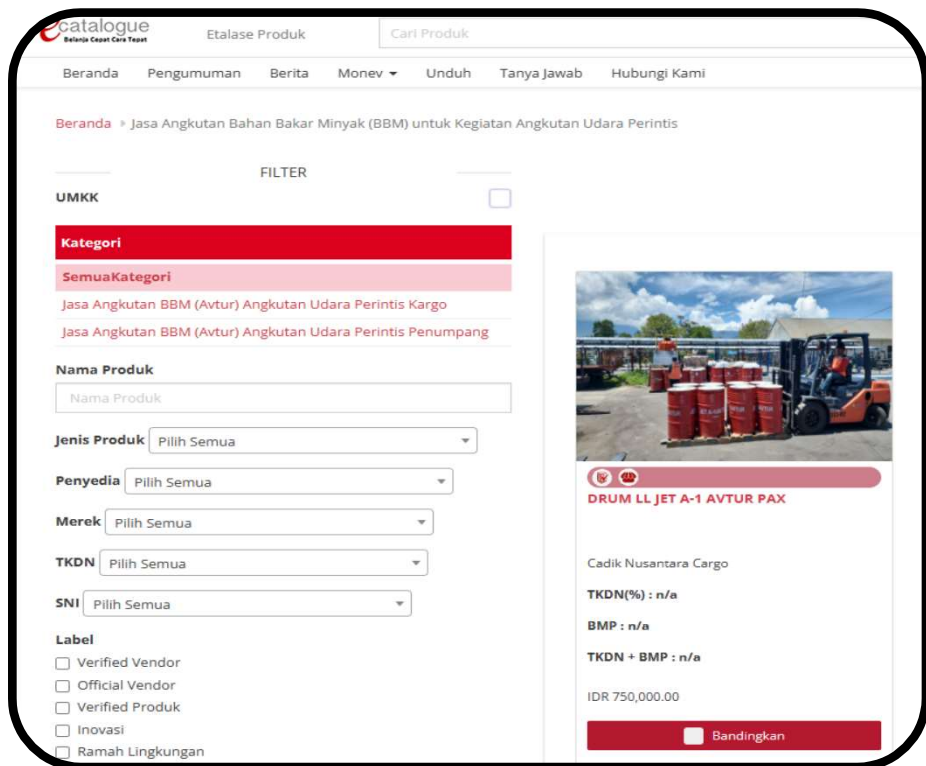 ecatalogue
Belanja Cepat Cara Tepat
Etalase Produk
Cari Produk
Beranda Pengumuman Berita Monev Unduh Tanya Jawab Hubungi Kami
Beranda Jasa Angkutan Bahan Bakar Minyak (BBM) untuk Kegiatan Angkutan Udara Perintis
FILTER
UMKK
Kategori
SemuaKategori
Jasa Angkutan BBM (Avtur) Angkutan Udara Perintis Kargo
Jasa Angkutan BBM (Avtur) Angkutan Udara Perintis Penumpang
Nama Produk
Nama Produk
Jenis Produk Pilih Semua
Penyedia Pilih Semua
Merek Pilih Semua
TKDN Pilih Semua
SNI Pilih Semua
Label
Verified Vendor
Official Vendor
Verified Produk
Inovasi
Ramah Lingkungan
DRUM LL JET A-1 AVTUR PAX
Cadik Nusantara Cargo
TKDN(%) : n/a
BMP : n/a
TKDN + BMP : n/a
IDR 750,000.00
Bandingkan